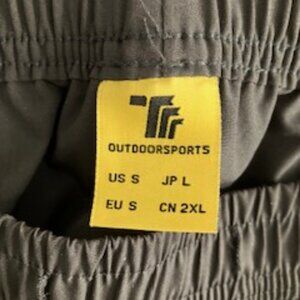 OUTDOORSPORTS
US S JP L
EU S CN 2XL